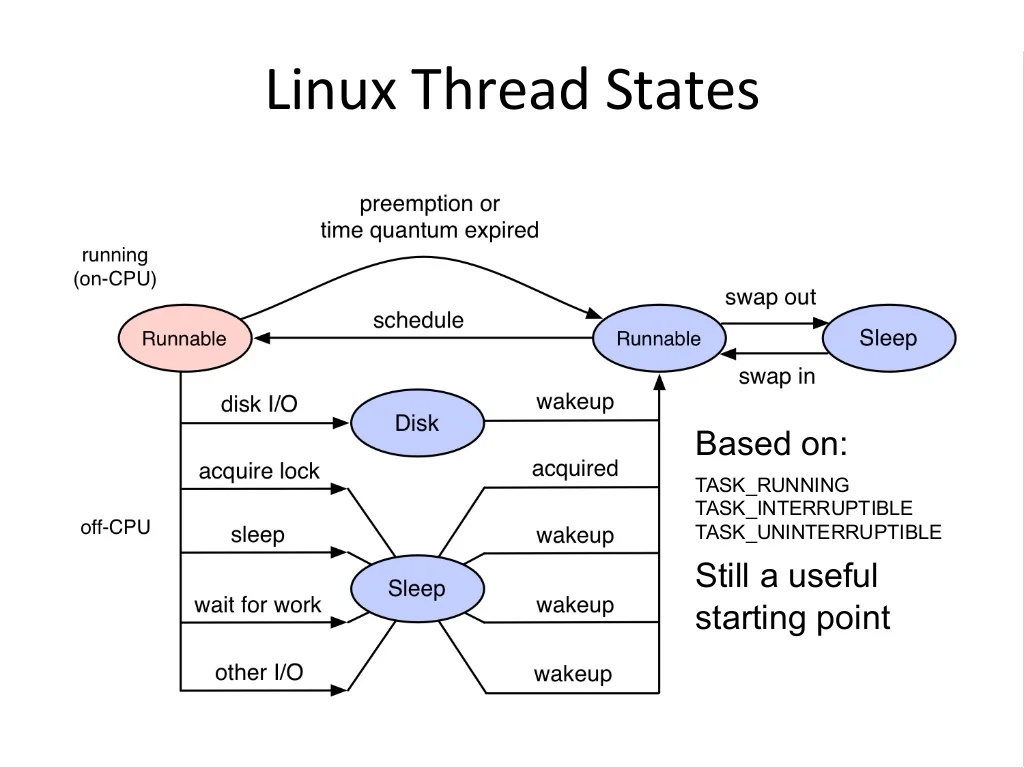 Linux Thread States
preemption or
time quantum expired
running
(on-CPU)
swap out
schedule
Runnable
Runnable
Sleep
swap in
disk I/O
wakeup
Disk
Based on:
acquire lock
acquired
TASK_RUNNING
TASK_INTERRUPTIBLE
TASK_UNINTERRUPTIBLE
off-CPU
sleep
wakeup
Still a useful
starting point
Sleep
wait for work
wakeup
other I/O
wakeup